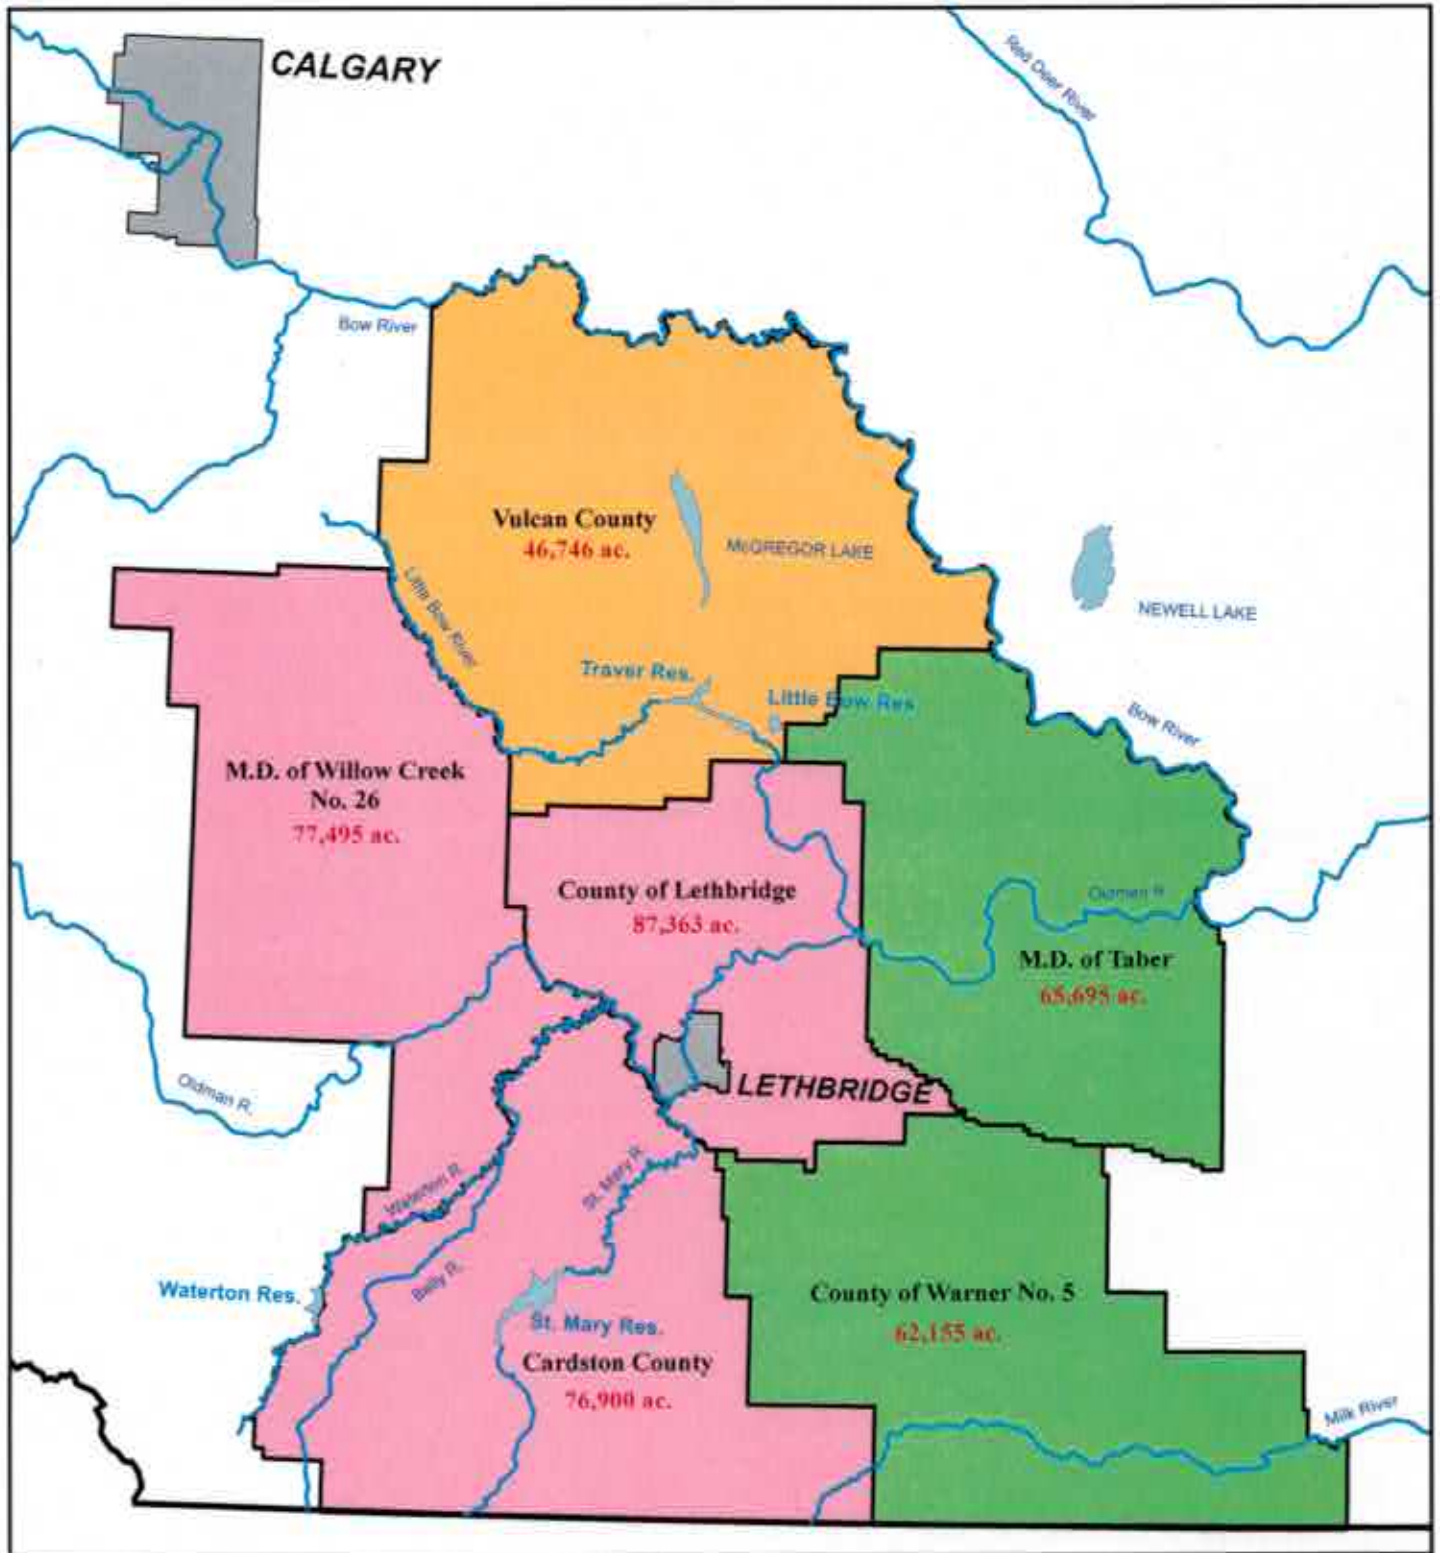 CALGARY
Red Deer River
Bow River
Vulcan County
46,746 ac.
McGREGOR LAKE
NEWELL LAKE
Little Bow River
Traver Res.
Little Bow Res
Bow River
M.D. of Willow Creek
No. 26
77,495 ac.
County of Lethbridge
87,363 ac.
Oldman R.
M.D. of Taber
65,695 ac.
LETHBRIDGE
Oldman R.
Waterton R.
St. Mary R.
Belly R.
Waterton Res.
St. Mary Res.
County of Warner No. 5
62,155 ac.
Cardston County
76,900 ac.
Milk River